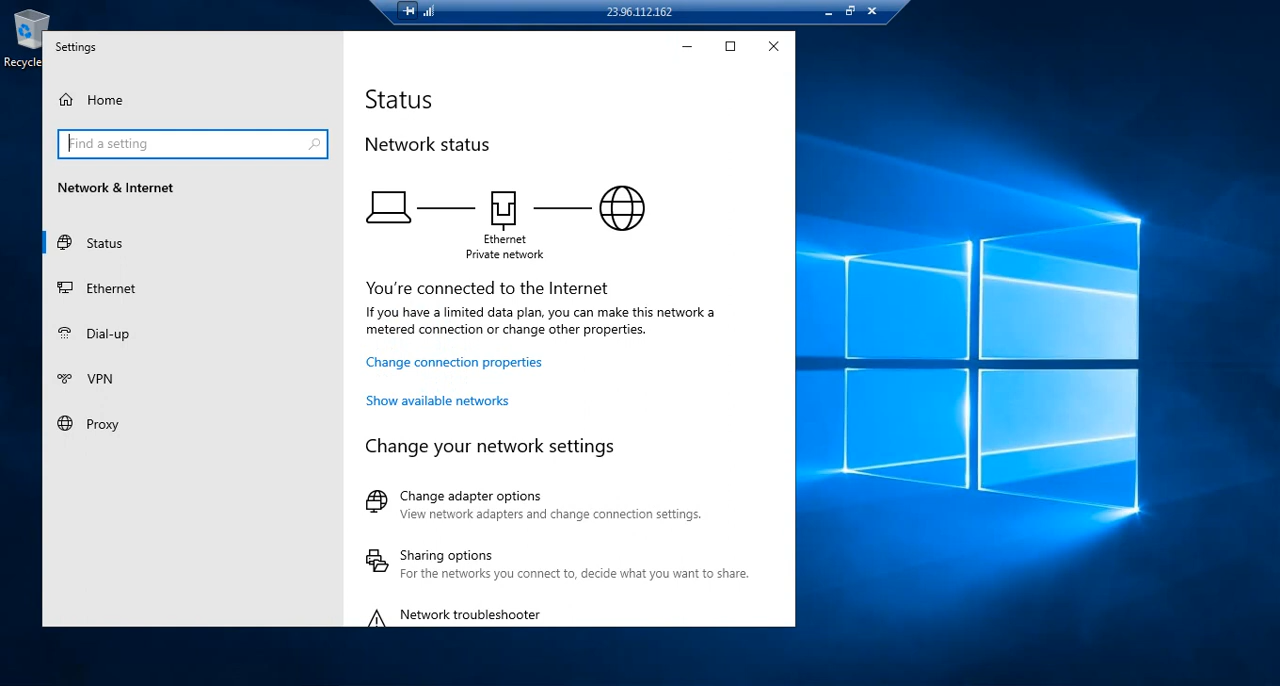 23.96.112.162
Recycle
Settings
Home
Find a setting
Network & Internet
Status
Ethernet
Dial-up
VPN
Proxy
Status
Network status
Ethernet
Private network
You're connected to the Internet
If you have a limited data plan, you can make this network a
metered connection or change other properties.
Change connection properties
Show available networks
Change your network settings
Change adapter options
View network adapters and change connection settings.
Sharing options
For the networks you connect to, decide what you want to share.
Network troubleshooter